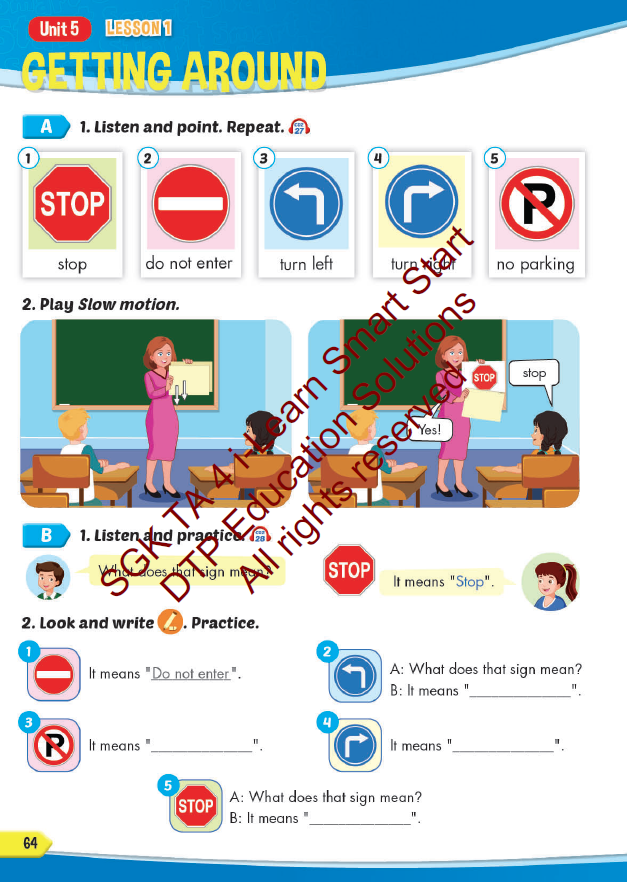 Unit 5
LESSON 1
GETTING AROUND
A
1. Listen and point. Repeat.
CD2
27
1
2
3
4
5
STOP
P
stop
do not enter
turn left
turn right
no parking
2. Play Slow motion.
STOP
stop
Yes!
B
1. Listen and practice.
CD2
28
What does that sign mean?
STOP
It means "Stop".
2. Look and write . Practice.
1
It means "Do not enter".
2
A: What does that sign mean?
B: It means "____________".
3
P
It means "____________".
4
It means "____________".
5
STOP
A: What does that sign mean?
B: It means "____________".
64
SGK TA 4 i-Learn Smart Start
DTP Education Solutions
All rights reserved